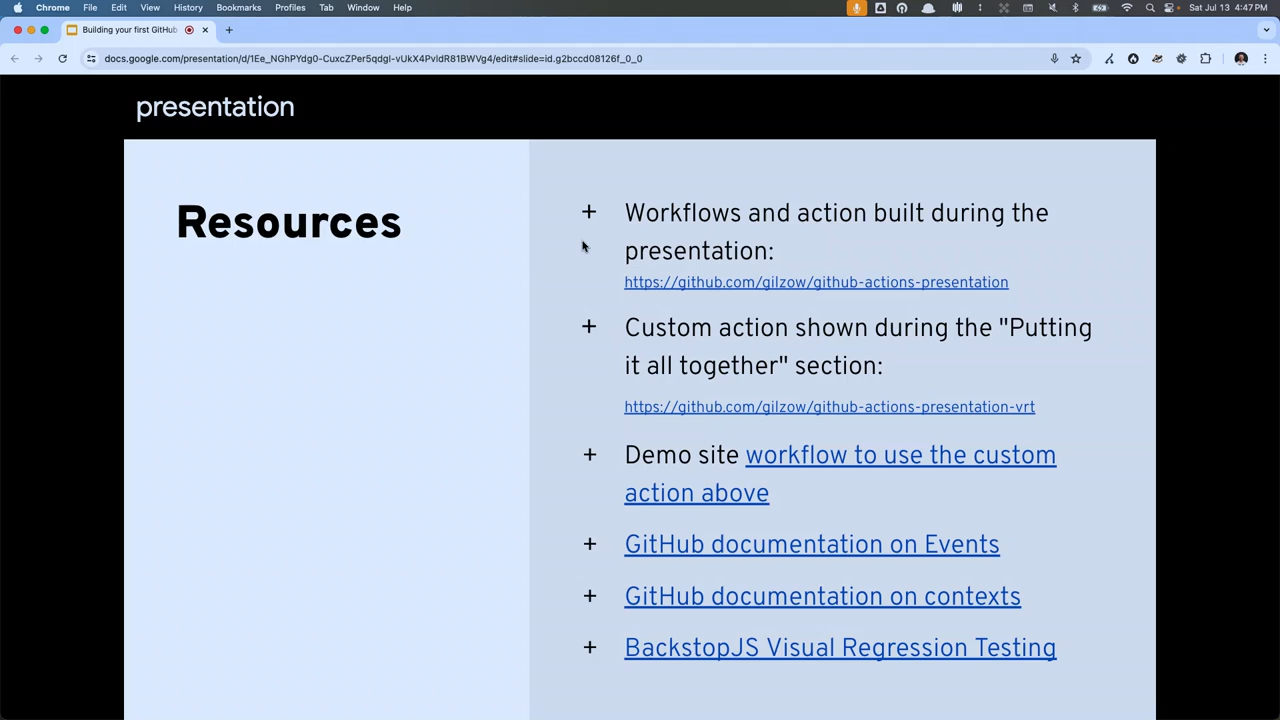 Chrome File Edit View History Bookmarks Profiles Tab Window Help Sat Jul 13 4:47 PM
Building your first GitHub
docs.google.com/presentation/d/1Ee_NGhPYdg0-CuxcZPer5qdgI-vUkX4PvldR81BWVg4/edit#slide=id.g2bccd08126f_0_0
presentation
Resources
+ Workflows and action built during the
presentation:
https://github.com/gilzow/github-actions-presentation
+ Custom action shown during the "Putting
it all together" section:
https://github.com/gilzow/github-actions-presentation-vrt
+ Demo site workflow to use the custom
action above
+ GitHub documentation on Events
+ GitHub documentation on contexts
+ BackstopJS Visual Regression Testing